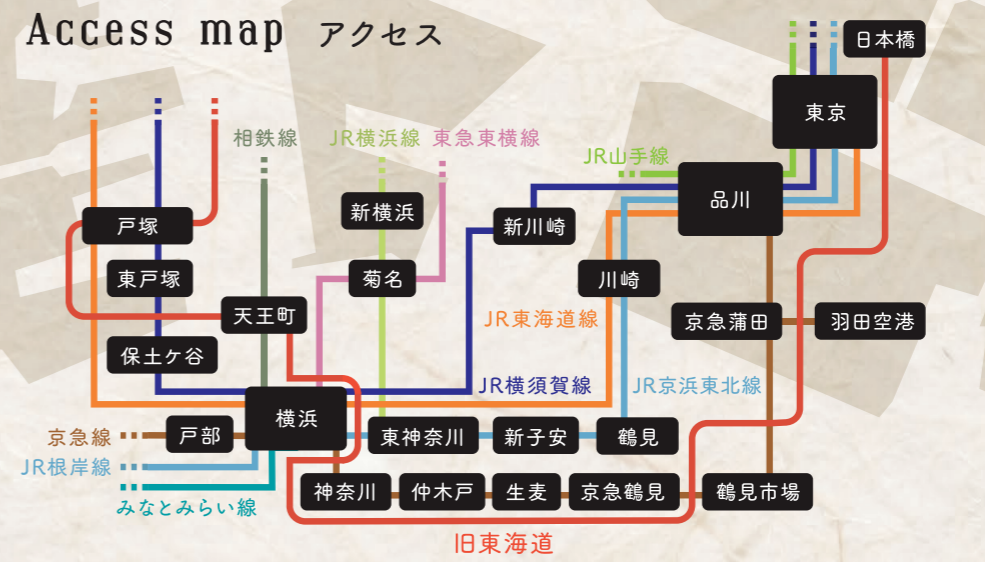 Access map アクセス
日本橋
東京
相鉄線
JR横浜線
東急東横線
JR山手線
品川
新横浜
新川崎
戸塚
東戸塚
菊名
川崎
天王町
JR東海道線
京急蒲田
羽田空港
保土ヶ谷
JR横須賀線
JR京浜東北線
横浜
京急線
戸部
東神奈川
新子安
鶴見
JR根岸線
みなとみらい線
神奈川
仲木戸
生麦
京急鶴見
鶴見市場
旧東海道